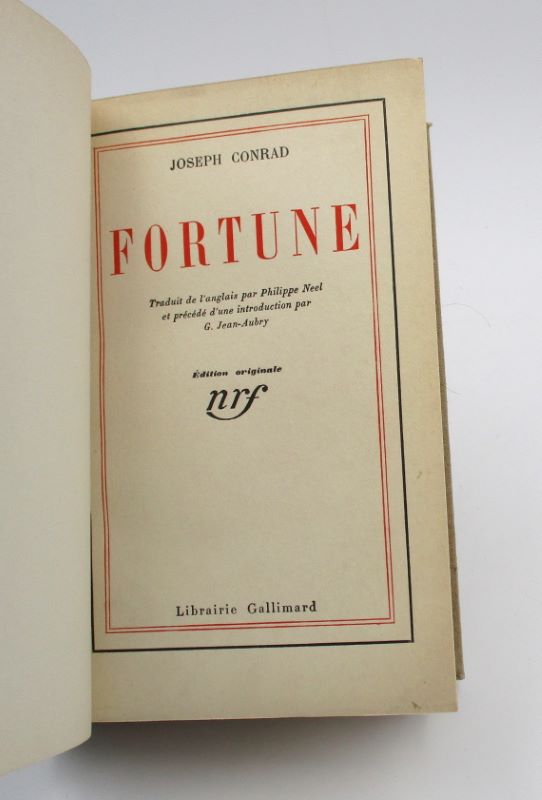 JOSEPH CONRAD
FORTUNE
Traduit de l'anglais par Philippe Neel
et précédé d'une introduction par
G. Jean-Aubry
Édition originale
nrf
Librairie Gallimard